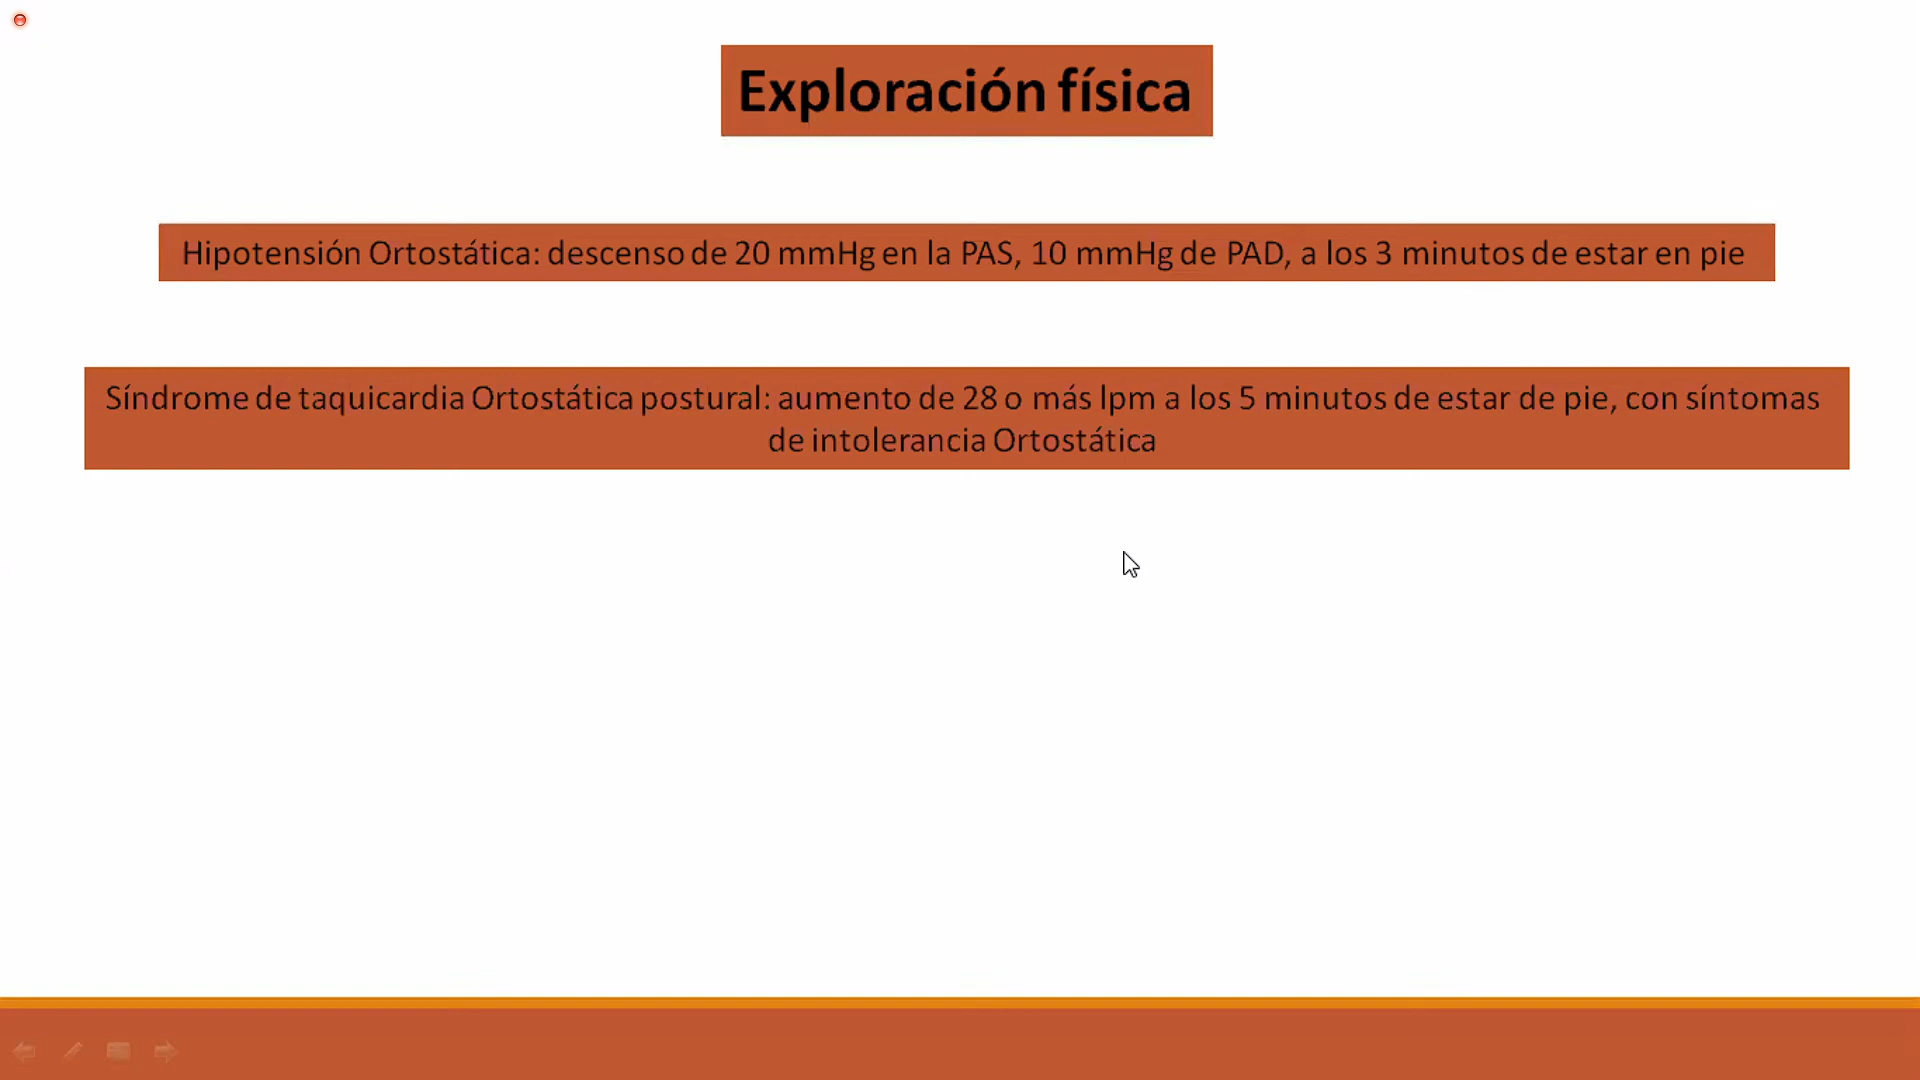 Exploración física
Hipotensión Ortostática: descenso de 20 mmHg en la PAS, 10 mmHg de PAD, a los 3 minutos de estar en pie
Síndrome de taquicardia Ortostática postural: aumento de 28 o más lpm a los 5 minutos de estar de pie, con síntomas
de intolerancia Ortostática